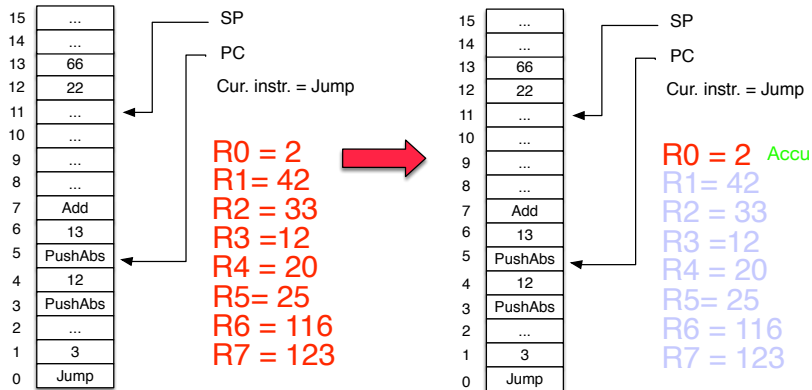 15 ... SP
14 ...
13 66 PC
12 22 Cur. instr. = Jump
11 ...
10 ...
9 ...
8 ...
7 Add
6 13
5 PushAbs
4 12
3 PushAbs
2 ...
1 3
0 Jump
R0 = 2
R1= 42
R2 = 33
R3 =12
R4 = 20
R5= 25
R6 = 116
R7 = 123
15 ... SP
14 ...
13 66 PC
12 22 Cur. instr. = Jump
11 ...
10 ...
9 ...
8 ...
7 Add
6 13
5 PushAbs
4 12
3 PushAbs
2 ...
1 3
0 Jump
R0 = 2 Accu
R1= 42
R2 = 33
R3 =12
R4 = 20
R5= 25
R6 = 116
R7 = 123